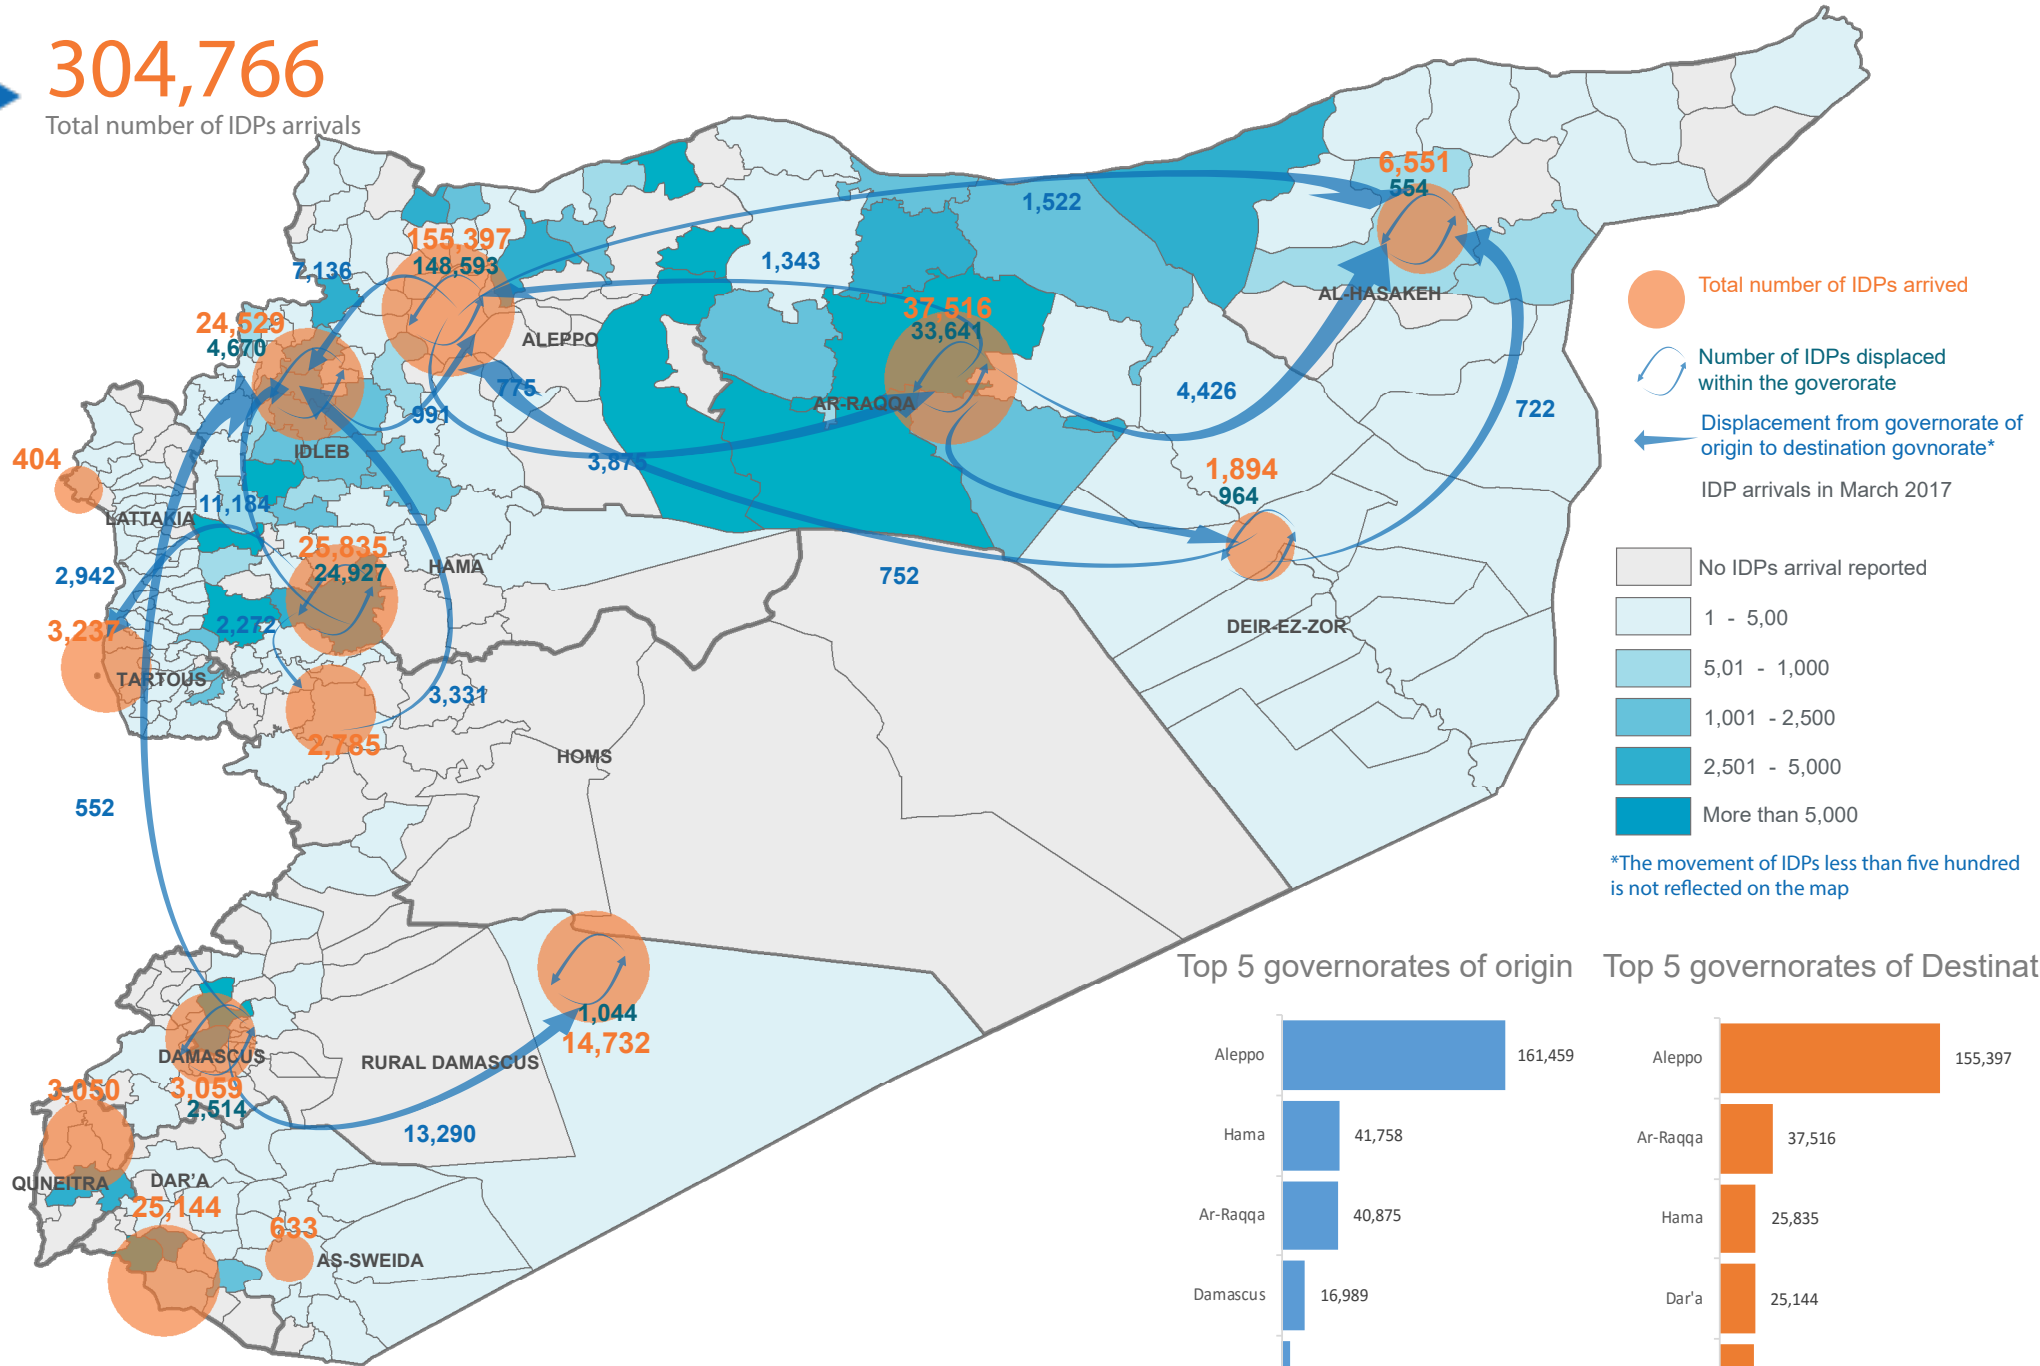 304,766
Total number of IDPs arrivals
6,551
554
1,522
155,397
148,593
7,136
1,343
AL-HASAKEH
37,516
33,641
24,529
4,670
ALEPPO
775
991
AR-RAQQA
4,426
722
IDLEB
3,875
404
1,894
964
11,184
LATTAKIA
25,835
24,927
HAMA
2,942
752
3,237
2,272
DEIR-EZ-ZOR
TARTOUS
3,331
2,785
HOMS
552
1,044
14,732
DAMASCUS
RURAL DAMASCUS
3,050
3,059
2,514
13,290
QUNEITRA
DAR'A
25,144
633
AS-SWEIDA
Total number of IDPs arrived
Number of IDPs displaced
within the goverorate
Displacement from governorate of
origin to destination govnorate*
IDP arrivals in March 2017
No IDPs arrival reported
1 - 5,00
5,01 - 1,000
1,001 - 2,500
2,501 - 5,000
More than 5,000
*The movement of IDPs less than five hundred
is not reflected on the map
Top 5 governorates of origin
Aleppo 161,459
Hama 41,758
Ar-Raqqa 40,875
Damascus 16,989
Top 5 governorates of Destinat
Aleppo 155,397
Ar-Raqqa 37,516
Hama 25,835
Dar'a 25,144